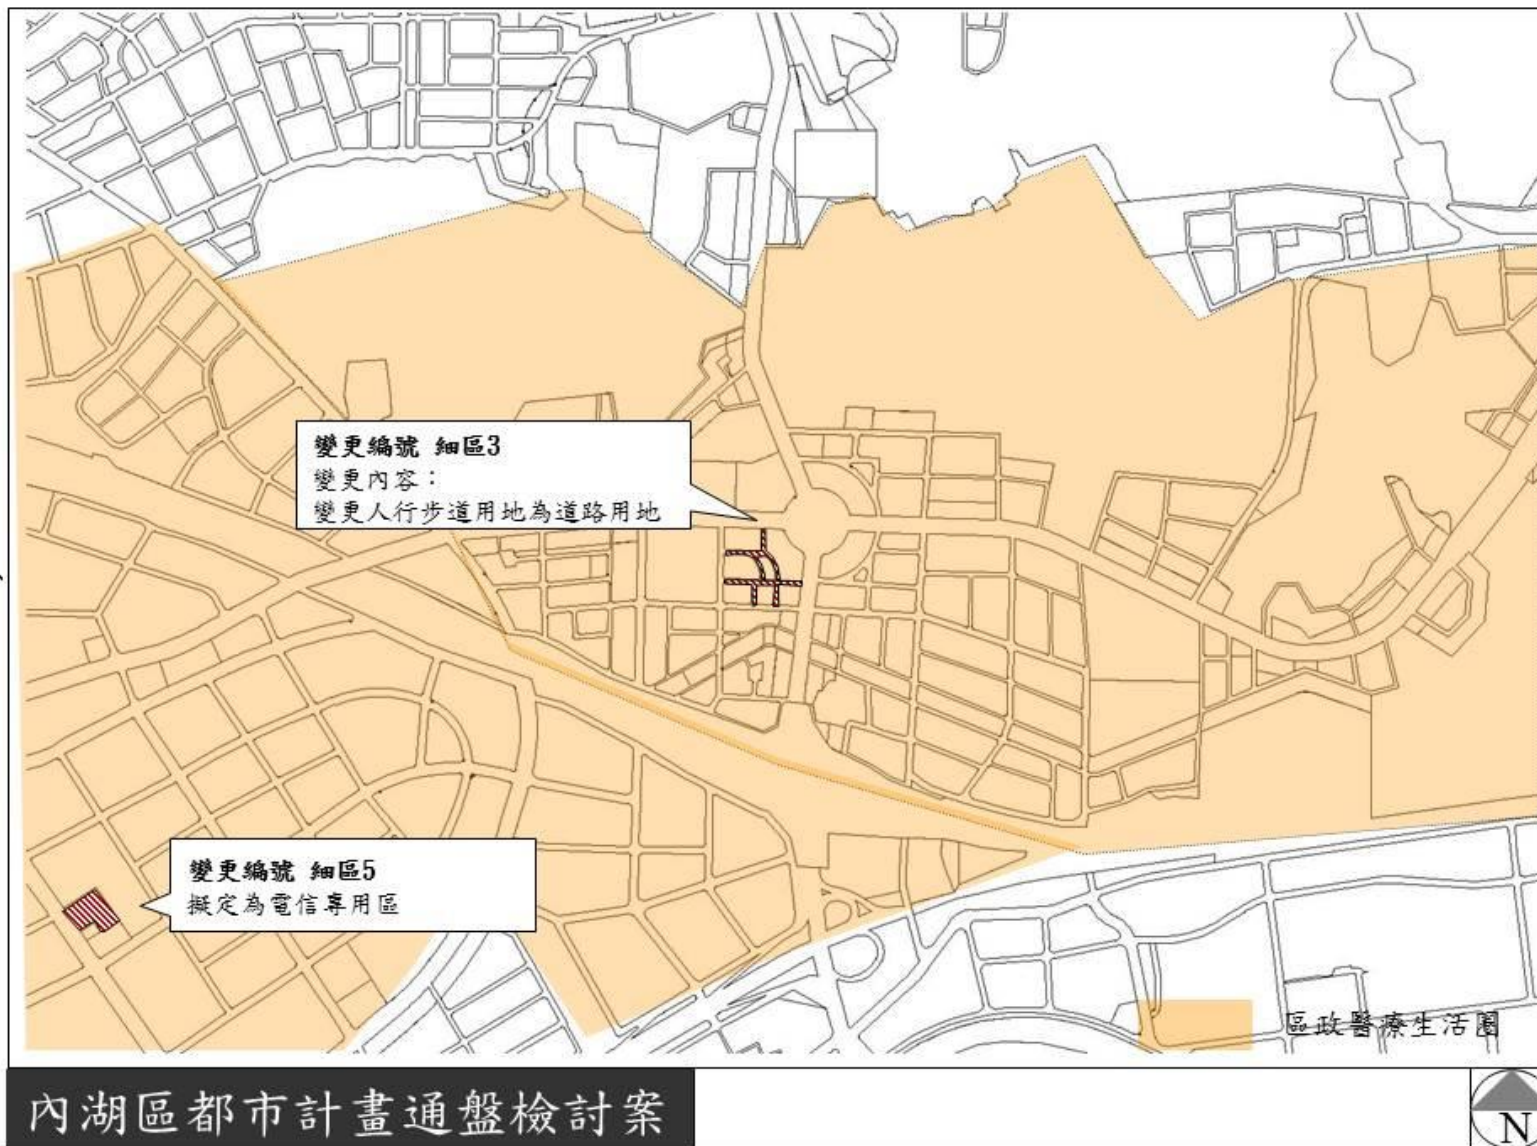 變更編號 細區3
變更內容：
變更人行步道用地為道路用地
變更編號 細區5
擬定為電信專用區
區政醫療生活圈
內湖區都市計畫通盤檢討案
N